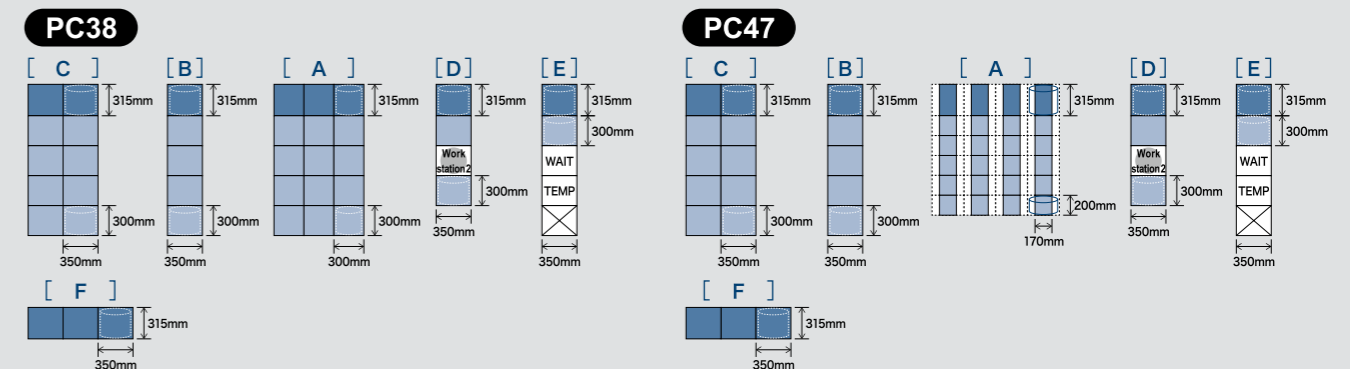 PC38
[ C ] [ B ] [ A ] [ D ] [ E ]
315mm 315mm 315mm 315mm 315mm
300mm
Work
station2
WAIT
TEMP
300mm 300mm 300mm 300mm
350mm 350mm 300mm 350mm 350mm
[ F ]
315mm
350mm
PC47
[ C ] [ B ] [ A ] [ D ] [ E ]
315mm 315mm 315mm 315mm 315mm
300mm
Work
station2
WAIT
TEMP
300mm 300mm 200mm 300mm
350mm 350mm 170mm 350mm 350mm
[ F ]
315mm
350mm